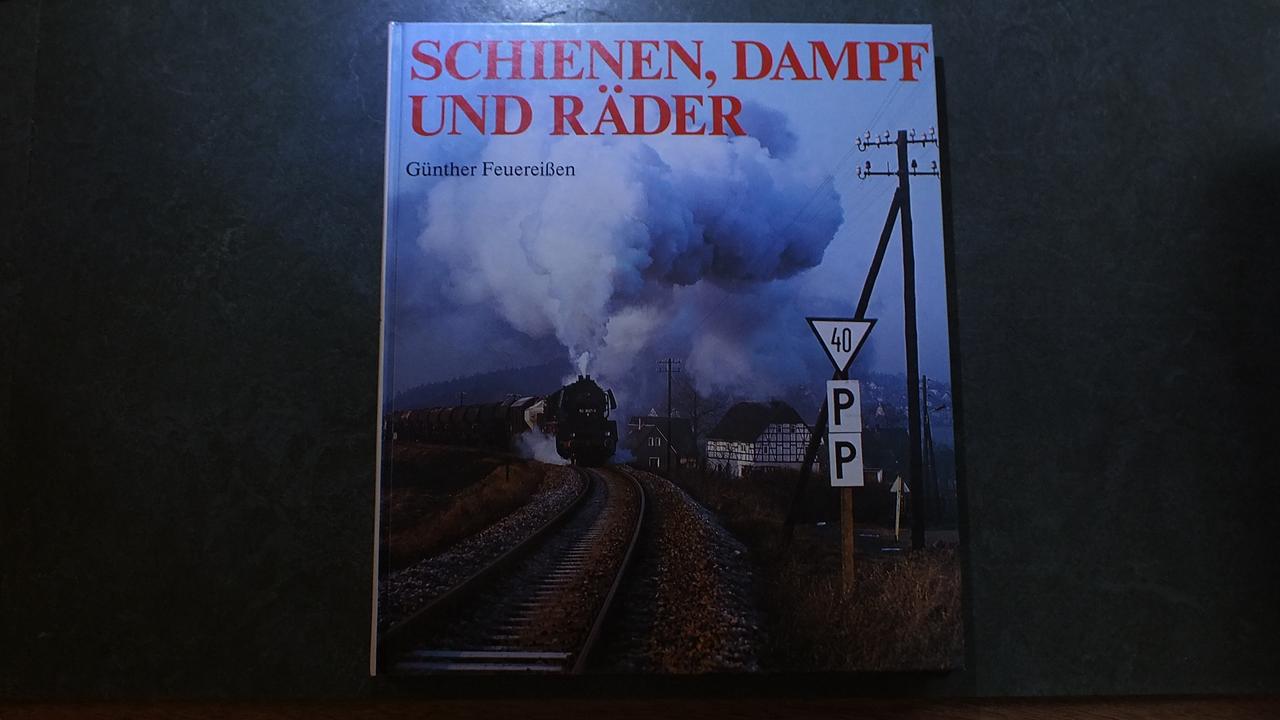 SCHIENEN, DAMPF
UND RÄDER
Günther Feuereißen
40
P
P